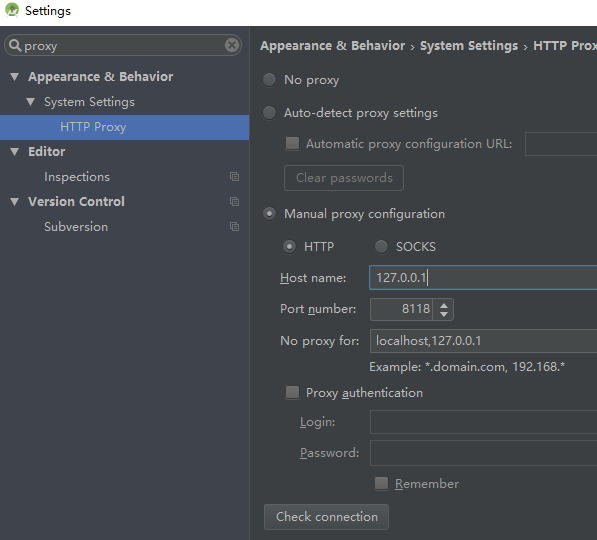 Settings
proxy
Appearance & Behavior
System Settings
HTTP Proxy
Editor
Inspections
Version Control
Subversion
Appearance & Behavior › System Settings › HTTP Prox
No proxy
Auto-detect proxy settings
Automatic proxy configuration URL:
Clear passwords
Manual proxy configuration
HTTP SOCKS
Host name: 127.0.0.1
Port number: 8118
No proxy for: localhost,127.0.0.1
Example: *.domain.com, 192.168.*
Proxy authentication
Login:
Password:
Remember
Check connection